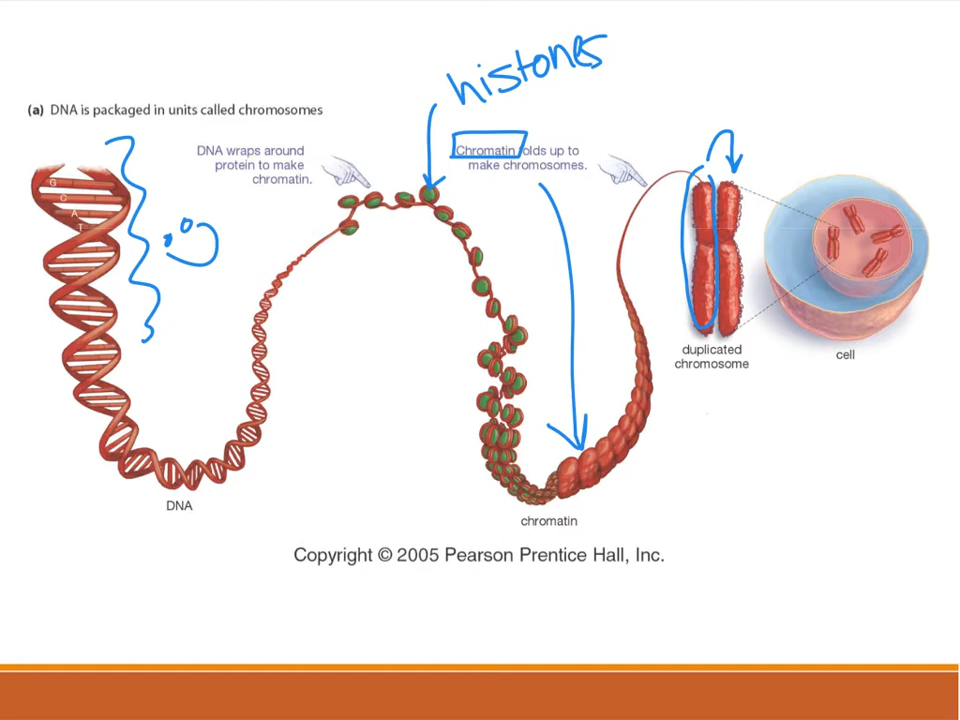 histones
(a) DNA is packaged in units called chromosomes
DNA wraps around
protein to make
chromatin.
Chromatin folds up to
make chromosomes.
G
C
A
T
duplicated
chromosome
cell
DNA
chromatin
Copyright © 2005 Pearson Prentice Hall, Inc.